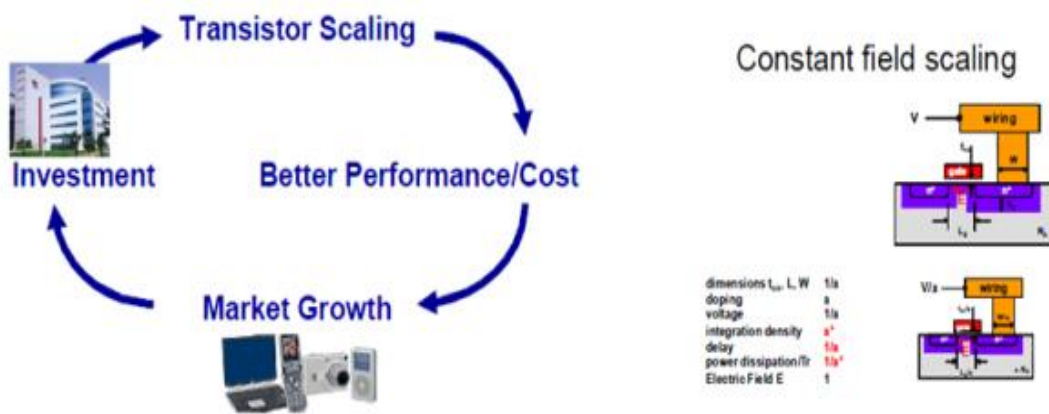 Transistor Scaling
Investment
Better Performance/Cost
Market Growth
Constant field scaling
V
wiring
W
gate
dimensions tox, L, W 1/a
doping a
voltage 1/a
integration density a²
delay 1/a
power dissipation/Tr 1/a²
Electric Field E 1
V/a
wiring